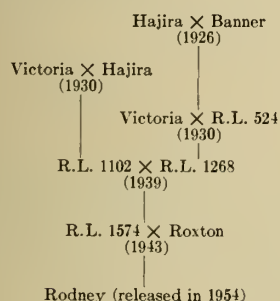 Hajira × Banner
(1926)
Victoria × Hajira
(1930)
Victoria × R.L. 524
(1930)
R.L. 1102 × R.L. 1268
(1939)
R.L. 1574 × Roxton
(1943)
Rodney (released in 1954)